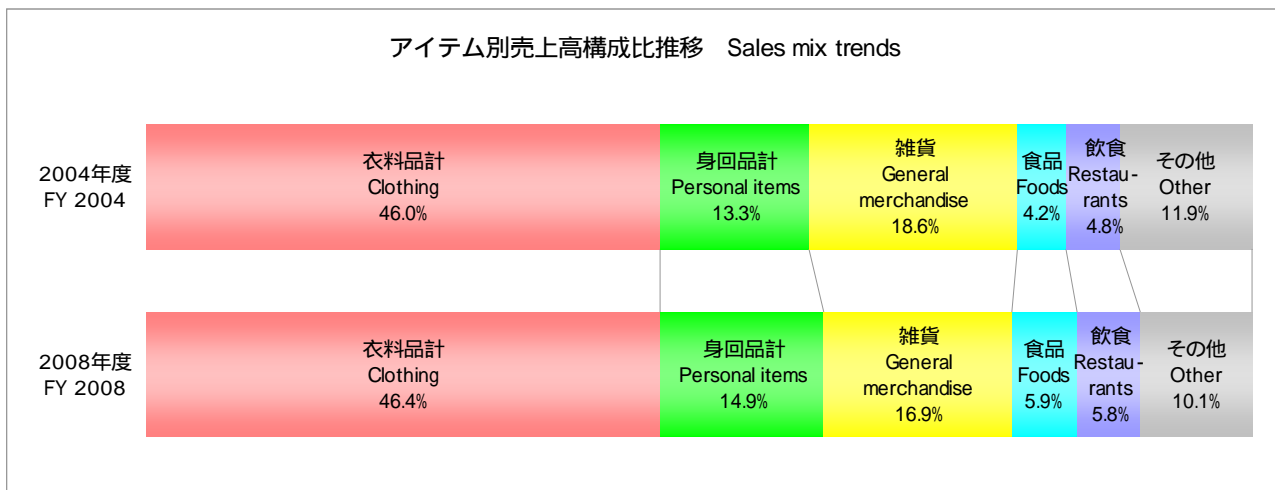 アイテム別売上高構成比推移　Sales mix trends
2004年度
FY 2004
衣料品計
Clothing
46.0%
身回品計
Personal items
13.3%
雑貨
General
merchandise
18.6%
食品
Foods
4.2%
飲食
Restau-
rants
4.8%
その他
Other
11.9%
2008年度
FY 2008
衣料品計
Clothing
46.4%
身回品計
Personal items
14.9%
雑貨
General
merchandise
16.9%
食品
Foods
5.9%
飲食
Restau-
rants
5.8%
その他
Other
10.1%